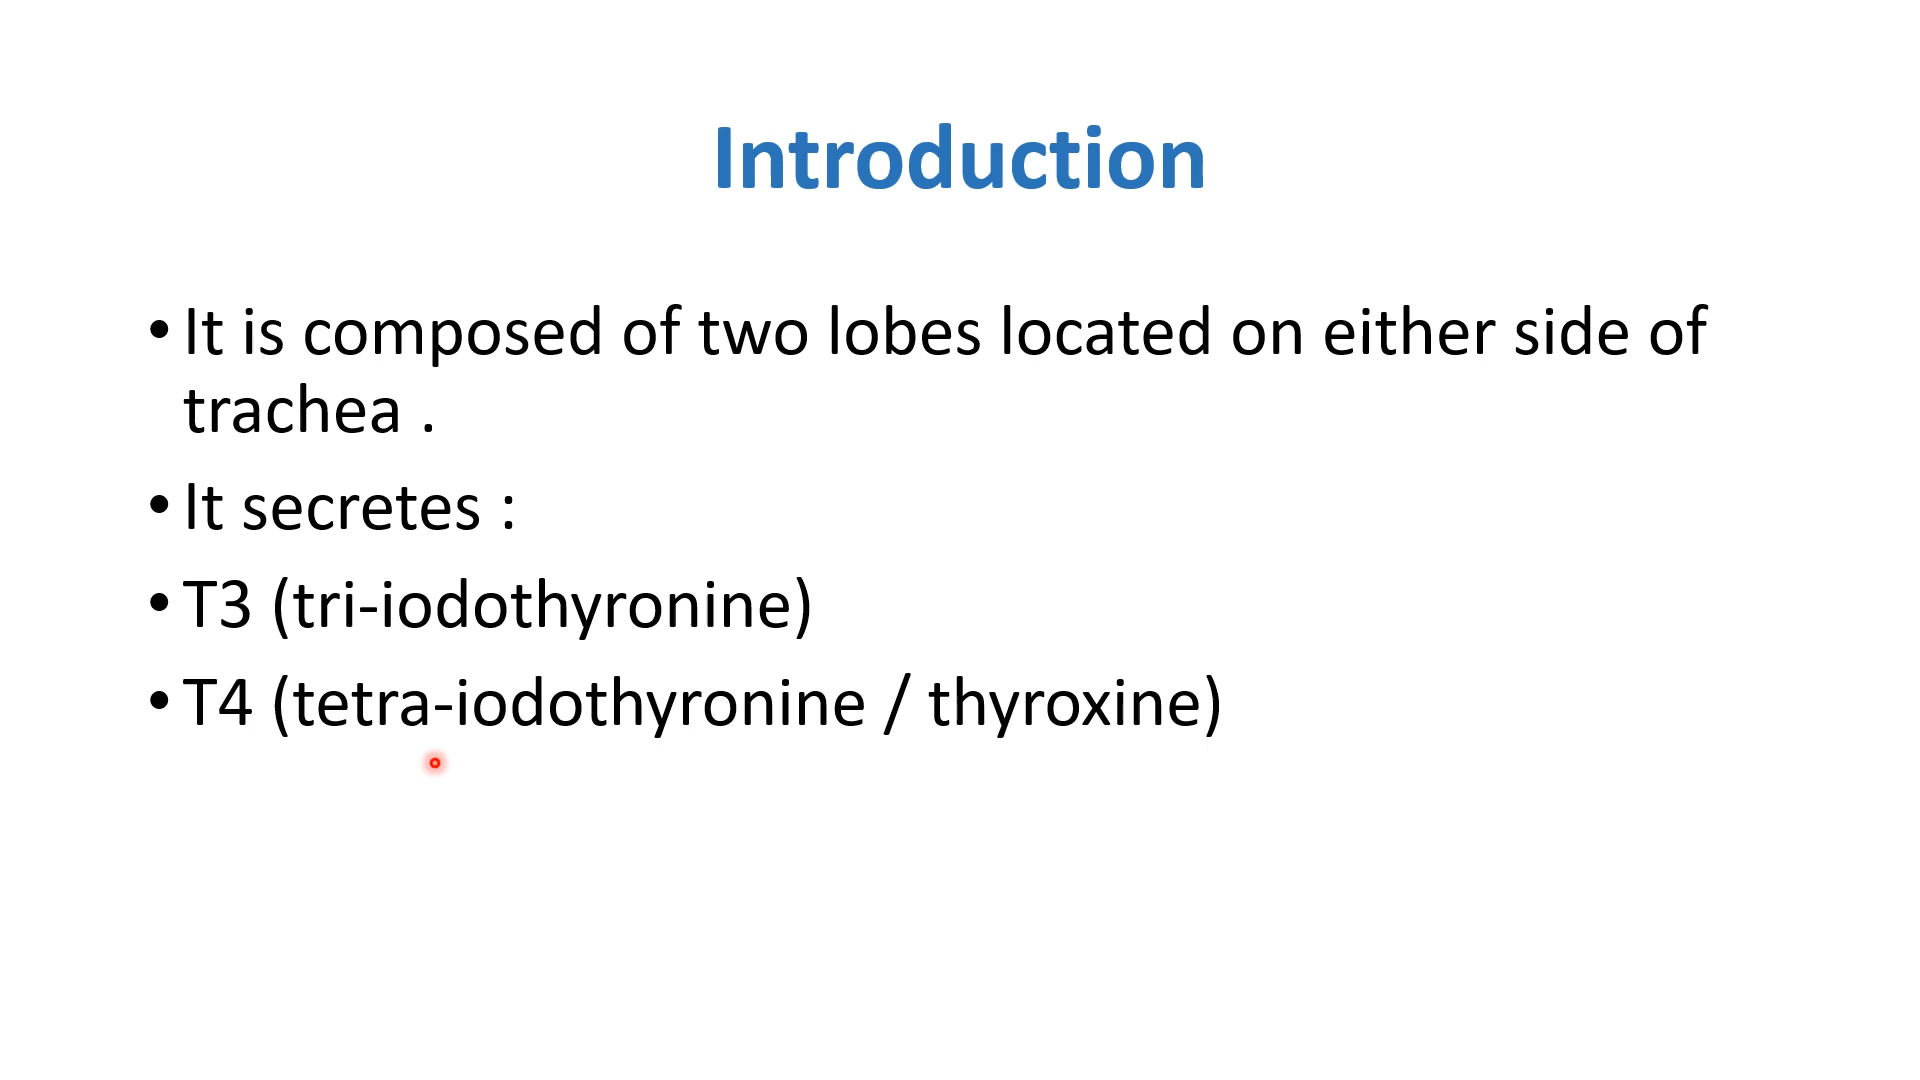 Introduction
• It is composed of two lobes located on either side of
trachea .
• It secretes :
• T3 (tri-iodothyronine)
• T4 (tetra-iodothyronine / thyroxine)